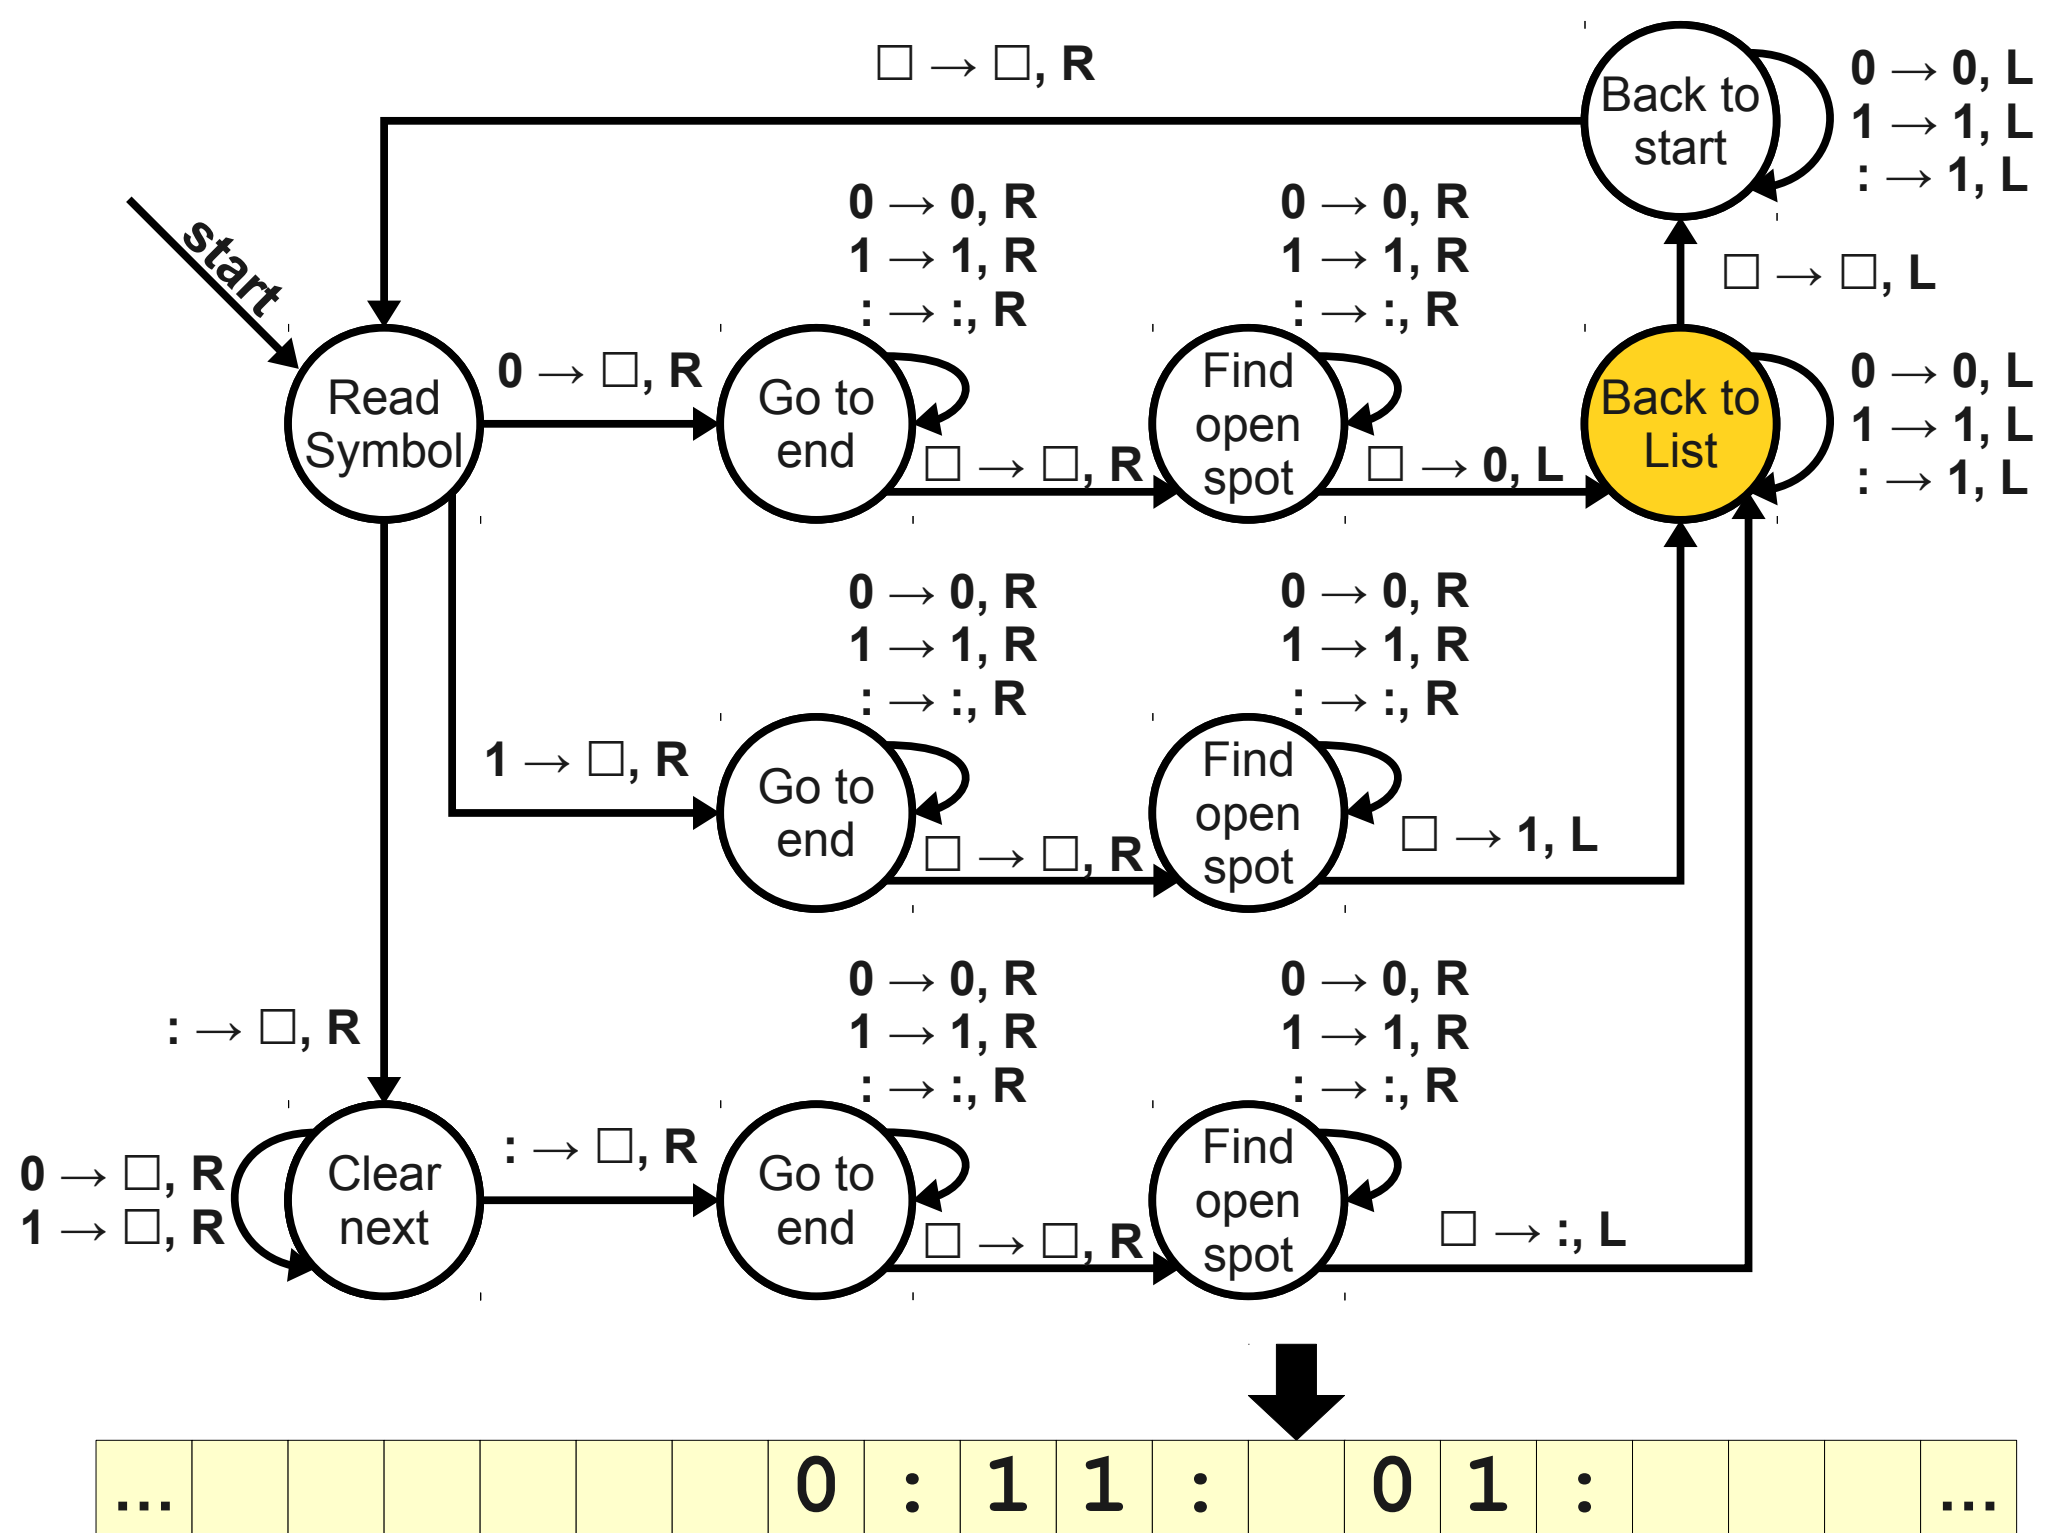 □ → □, R
Back to
start
0 → 0, L
1 → 1, L
: → 1, L
start
0 → 0, R
1 → 1, R
: → :, R
0 → 0, R
1 → 1, R
: → :, R
□ → □, L
Read
Symbol
0 → □, R
Go to
end
□ → □, R
Find
open
spot
□ → 0, L
Back to
List
0 → 0, L
1 → 1, L
: → 1, L
0 → 0, R
1 → 1, R
: → :, R
0 → 0, R
1 → 1, R
: → :, R
1 → □, R
Go to
end
□ → □, R
Find
open
spot
□ → 1, L
0 → 0, R
1 → 1, R
: → :, R
0 → 0, R
1 → 1, R
: → :, R
: → □, R
0 → □, R
1 → □, R
Clear
next
: → □, R
Go to
end
□ → □, R
Find
open
spot
□ → :, L
... 0 : 1 1 : 0 1 : ...